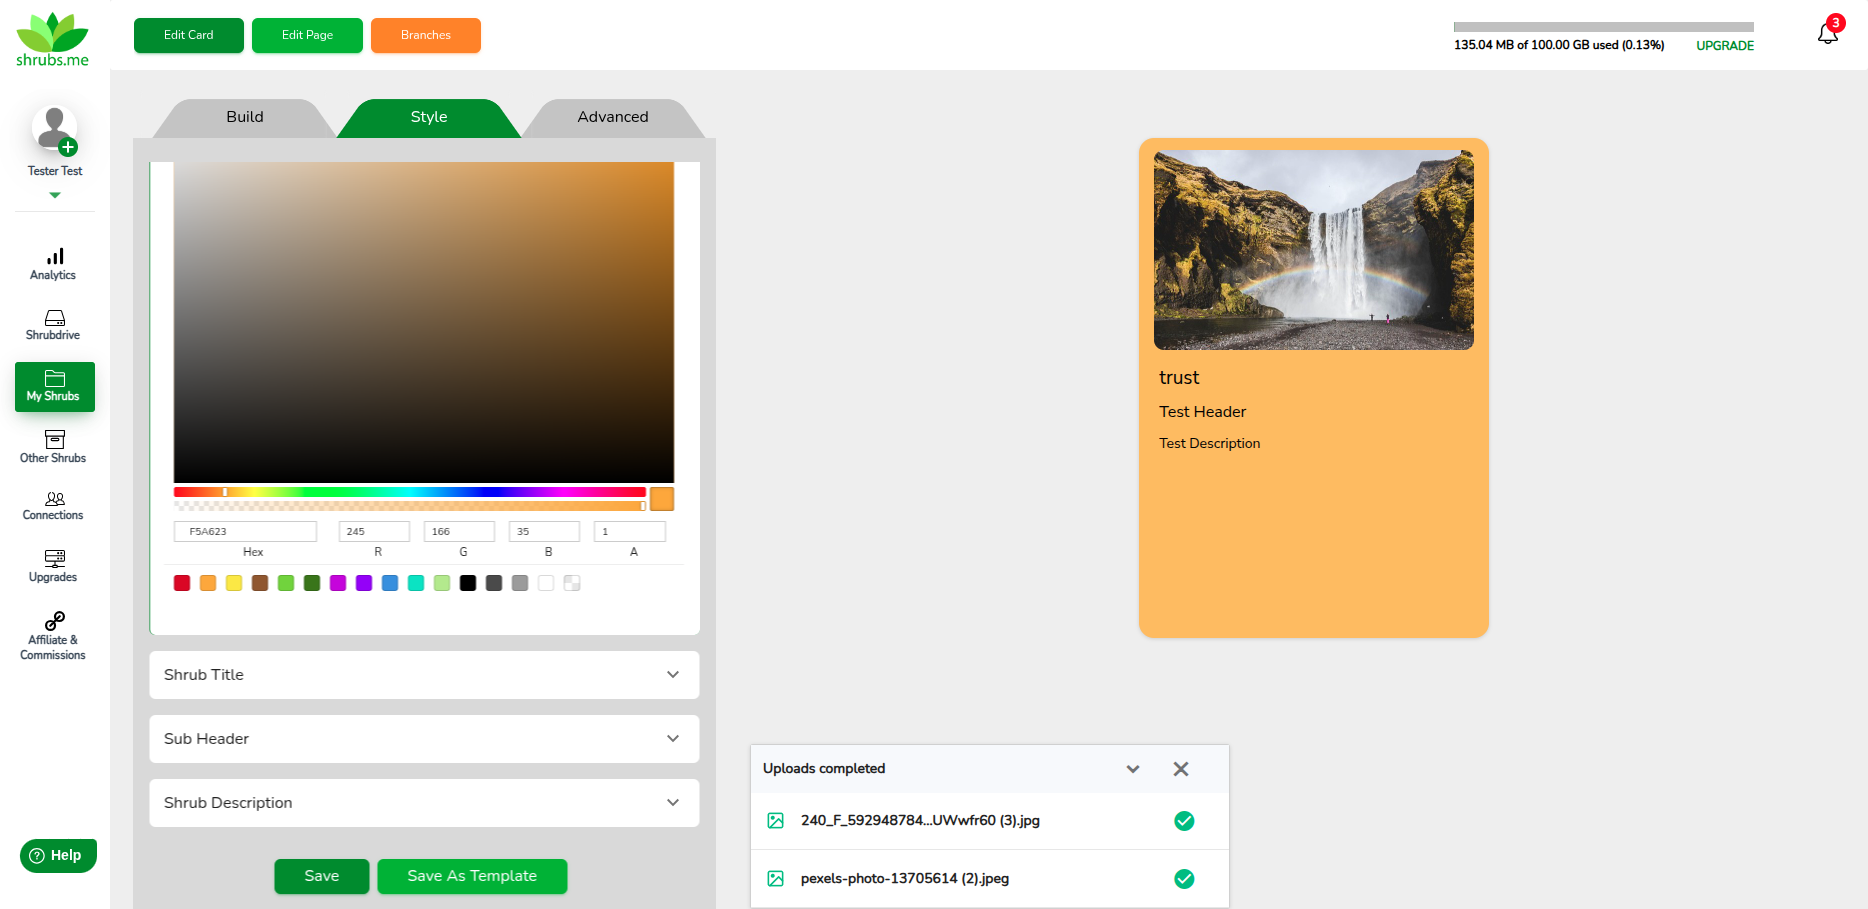 shrubs.me
Edit Card
Edit Page
Branches
135.04 MB of 100.00 GB used (0.13%)
UPGRADE
3
Tester Test
Analytics
Shrubdrive
My Shrubs
Other Shrubs
Connections
Upgrades
Affiliate &
Commissions
? Help
Build
Style
Advanced
F5A623
245
166
35
1
Hex
R
G
B
A
Shrub Title
Sub Header
Shrub Description
Save
Save As Template
trust
Test Header
Test Description
Uploads completed
240_F_592948784...UWwfr60 (3).jpg
pexels-photo-13705614 (2).jpeg